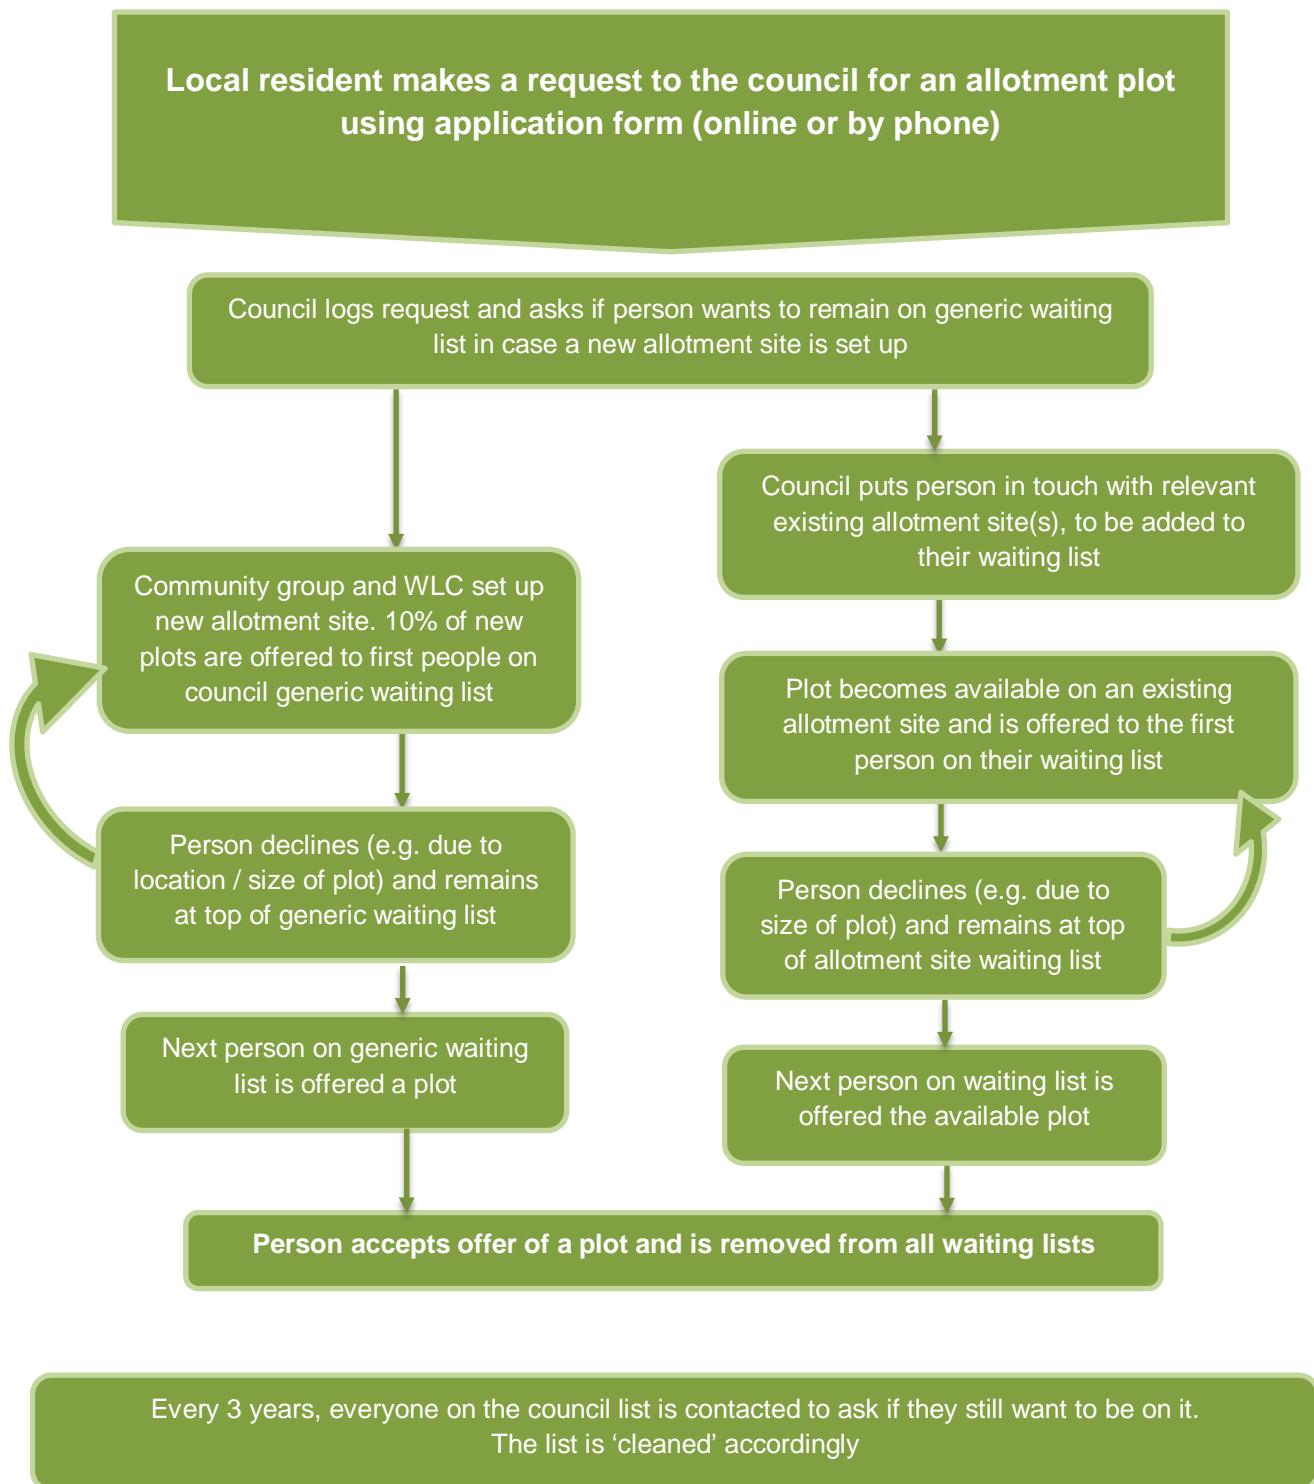 Local resident makes a request to the council for an allotment plot
using application form (online or by phone)
Council logs request and asks if person wants to remain on generic waiting
list in case a new allotment site is set up
Council puts person in touch with relevant
existing allotment site(s), to be added to
their waiting list
Community group and WLC set up
new allotment site. 10% of new
plots are offered to first people on
council generic waiting list
Plot becomes available on an existing
allotment site and is offered to the first
person on their waiting list
Person declines (e.g. due to
location / size of plot) and remains
at top of generic waiting list
Person declines (e.g. due to
size of plot) and remains at top
of allotment site waiting list
Next person on generic waiting
list is offered a plot
Next person on waiting list is
offered the available plot
Person accepts offer of a plot and is removed from all waiting lists
Every 3 years, everyone on the council list is contacted to ask if they still want to be on it.
The list is ‘cleaned’ accordingly